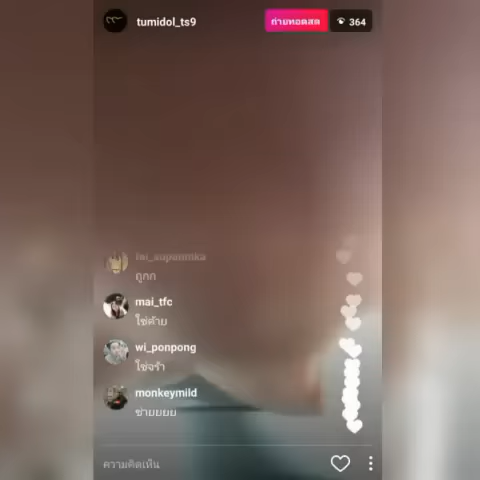 tumidol_ts9
ถ่ายทอดสด
364
ถูกก
mai_tfc
ใช่ค้าย
wi_ponpong
ใช่จร้า
monkeymild
ช่ายยยย
ความคิดเห็น